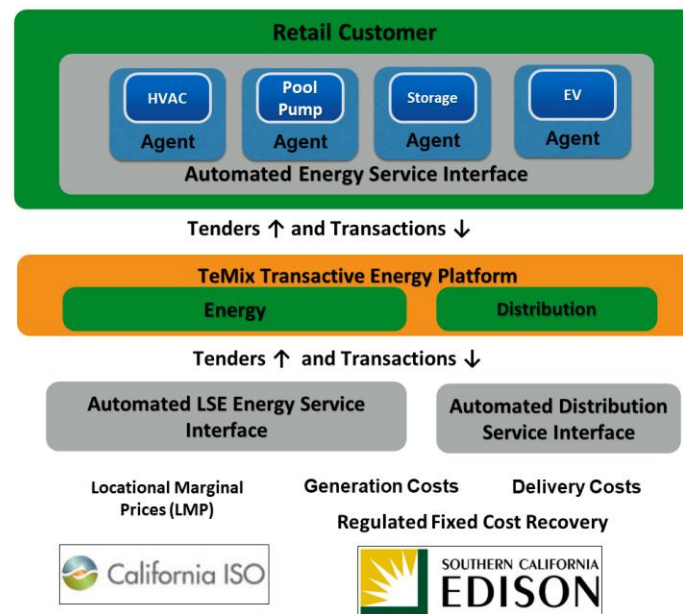 Retail Customer
HVAC
Agent
Pool
Pump
Agent
Storage
Agent
EV
Agent
Automated Energy Service Interface
Tenders ↑ and Transactions ↓
TeMix Transactive Energy Platform
Energy
Distribution
Tenders ↑ and Transactions ↓
Automated LSE Energy Service
Interface
Automated Distribution
Service Interface
Locational Marginal
Prices (LMP)
Generation Costs
Delivery Costs
Regulated Fixed Cost Recovery
California ISO
SOUTHERN CALIFORNIA
EDISON